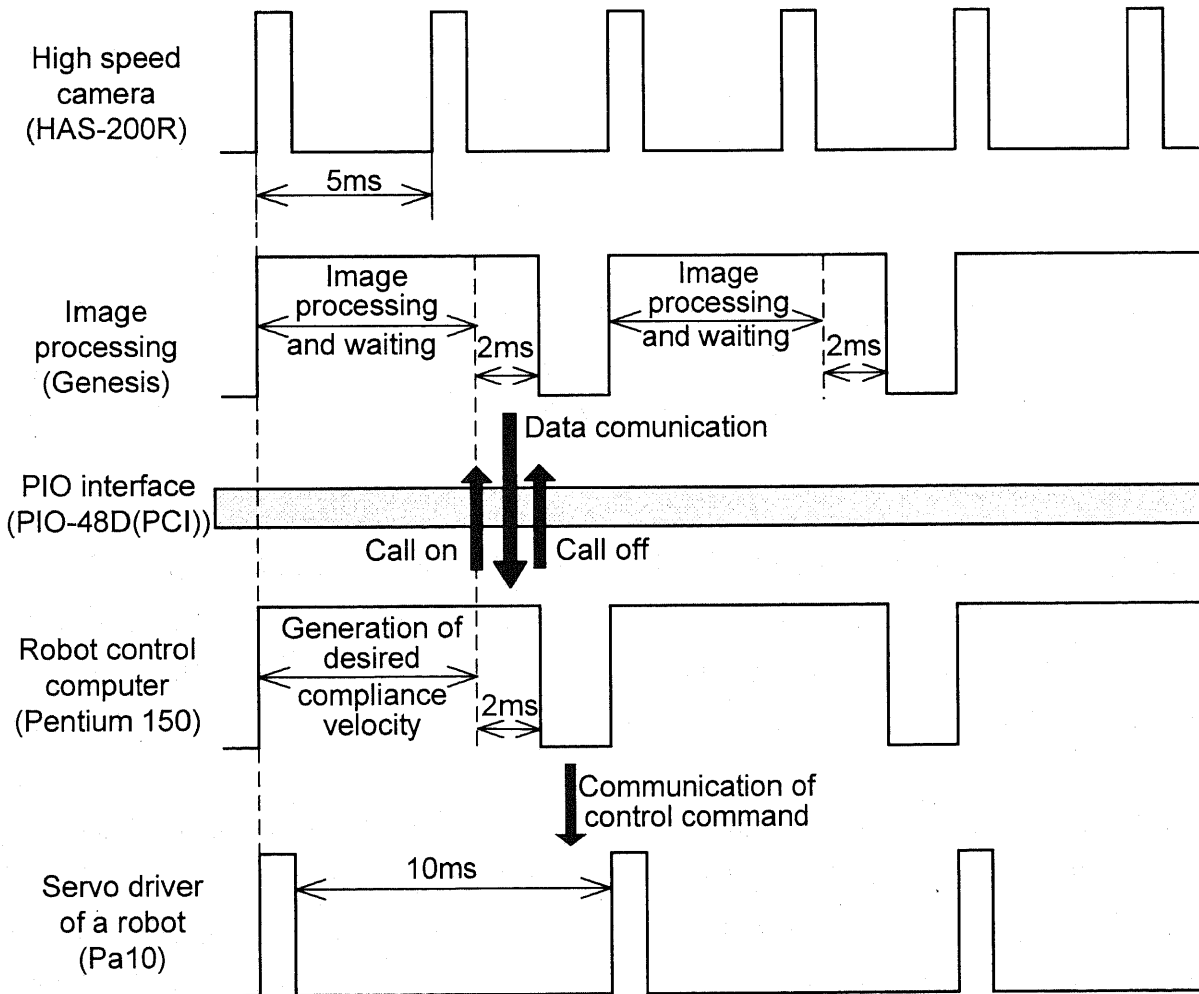 High speed
camera
(HAS-200R)
5ms
Image
processing
(Genesis)
Image
processing
and waiting
2ms
Image
processing
and waiting
2ms
Data comunication
PIO interface
(PIO-48D(PCI))
Call on
Call off
Robot control
computer
(Pentium 150)
Generation of
desired
compliance
velocity
2ms
Communication of
control command
Servo driver
of a robot
(Pa10)
10ms